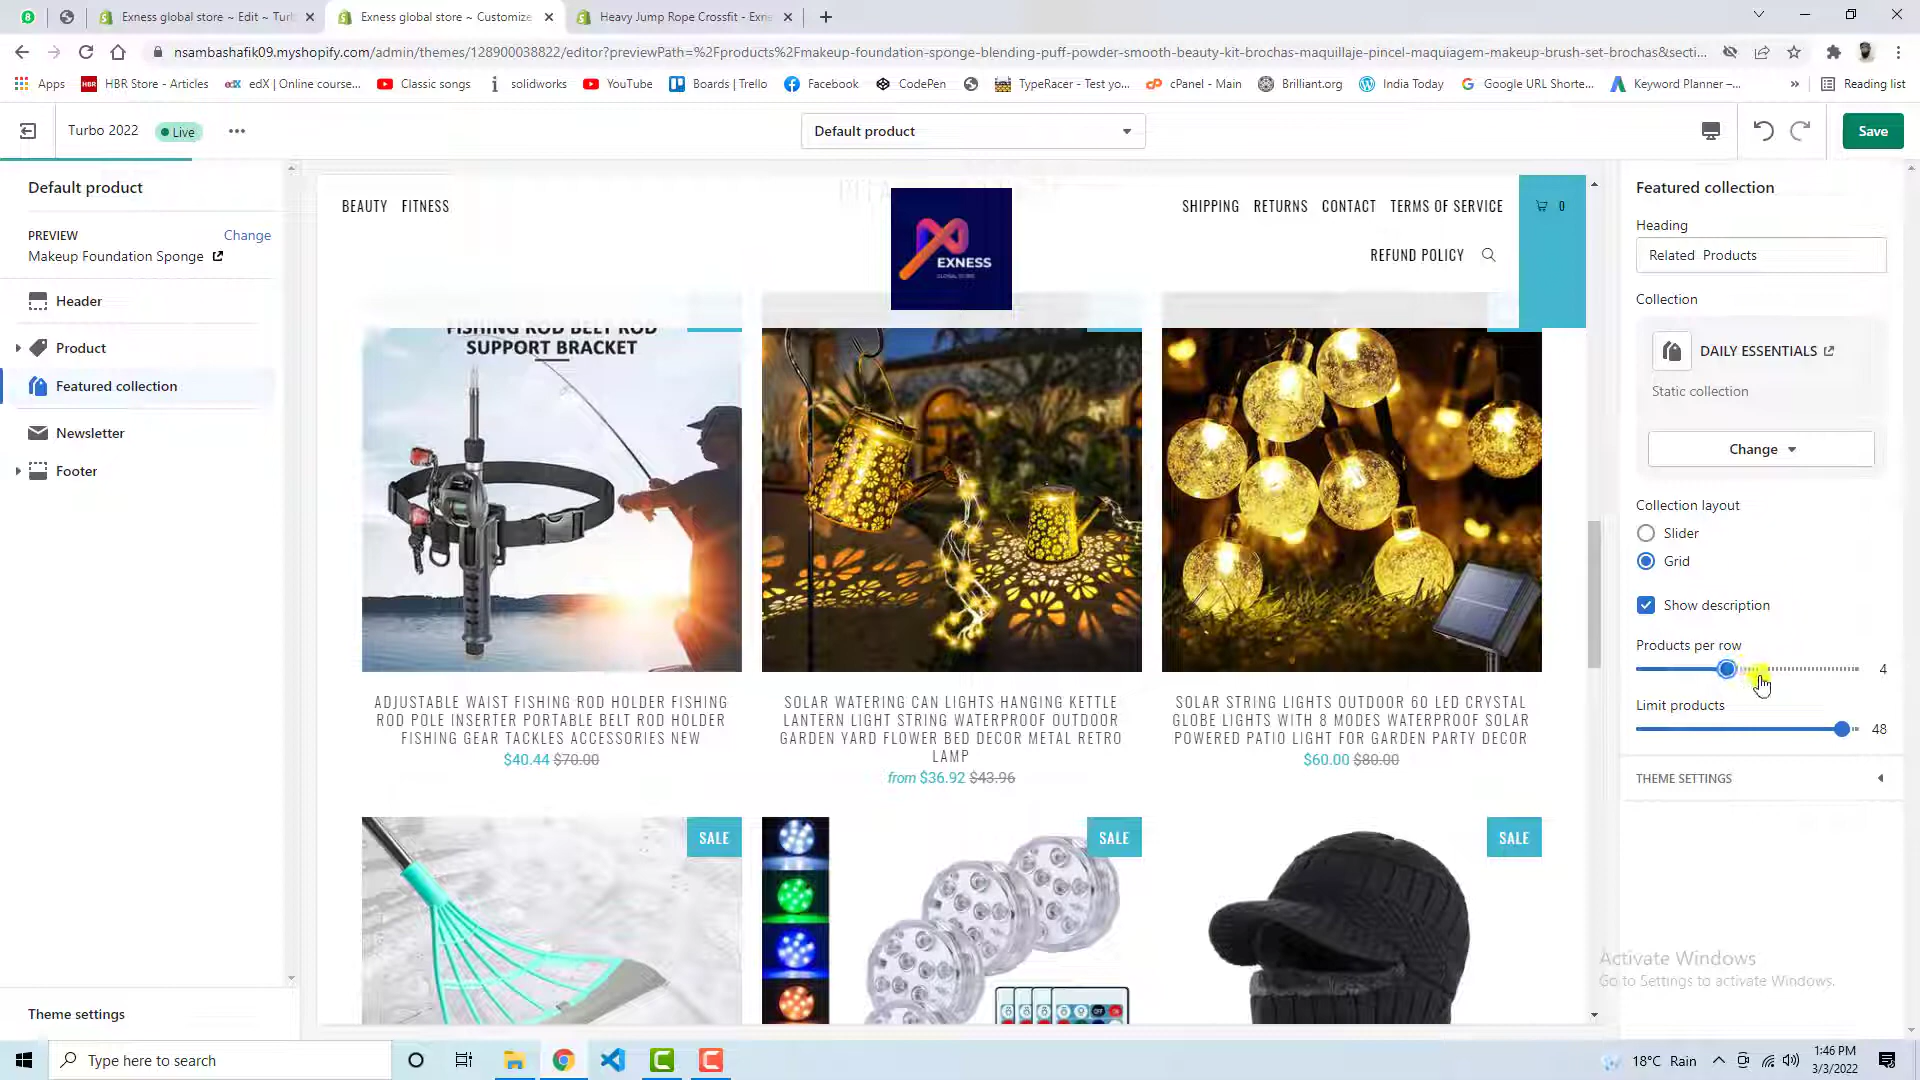 Exness global store ~ Edit ~ Turb
Exness global store ~ Customize
Heavy Jump Rope Crossfit - Exne
nsambashafik09.myshopify.com/admin/themes/128900038822/editor?previewPath=%2Fproducts%2Fmakeup-foundation-sponge-blending-puff-powder-smooth-beauty-kit-brochas-maquillaje-pincel-maquiagem-makeup-brush-set-brochas&secti...
Apps
HBR Store - Articles
edX | Online course...
Classic songs
solidworks
YouTube
Boards | Trello
Facebook
CodePen
TypeRacer - Test yo...
cPanel - Main
Brilliant.org
India Today
Google URL Shorte...
Keyword Planner –...
»
Reading list
Turbo 2022
Live
Default product
Save
Default product
PREVIEW
Change
Makeup Foundation Sponge
Header
Product
Featured collection
Newsletter
Footer
Theme settings
BEAUTY FITNESS
EXNESS
GLOBAL STORE
SHIPPING RETURNS CONTACT TERMS OF SERVICE
REFUND POLICY
0
FISHING ROD BELT ROD
SUPPORT BRACKET
ADJUSTABLE WAIST FISHING ROD HOLDER FISHING
ROD POLE INSERTER PORTABLE BELT ROD HOLDER
FISHING GEAR TACKLES ACCESSORIES NEW
$40.44 $70.00
SOLAR WATERING CAN LIGHTS HANGING KETTLE
LANTERN LIGHT STRING WATERPROOF OUTDOOR
GARDEN YARD FLOWER BED DECOR METAL RETRO
LAMP
from $36.92 $43.96
SOLAR STRING LIGHTS OUTDOOR 60 LED CRYSTAL
GLOBE LIGHTS WITH 8 MODES WATERPROOF SOLAR
POWERED PATIO LIGHT FOR GARDEN PARTY DECOR
$60.00 $80.00
SALE
SALE
SALE
Featured collection
Heading
Related Products
Collection
DAILY ESSENTIALS
Static collection
Change
Collection layout
Slider
Grid
Show description
Products per row
4
Limit products
48
THEME SETTINGS
Activate Windows
Go to Settings to activate Windows.
Type here to search
18°C Rain
1:46 PM
3/3/2022